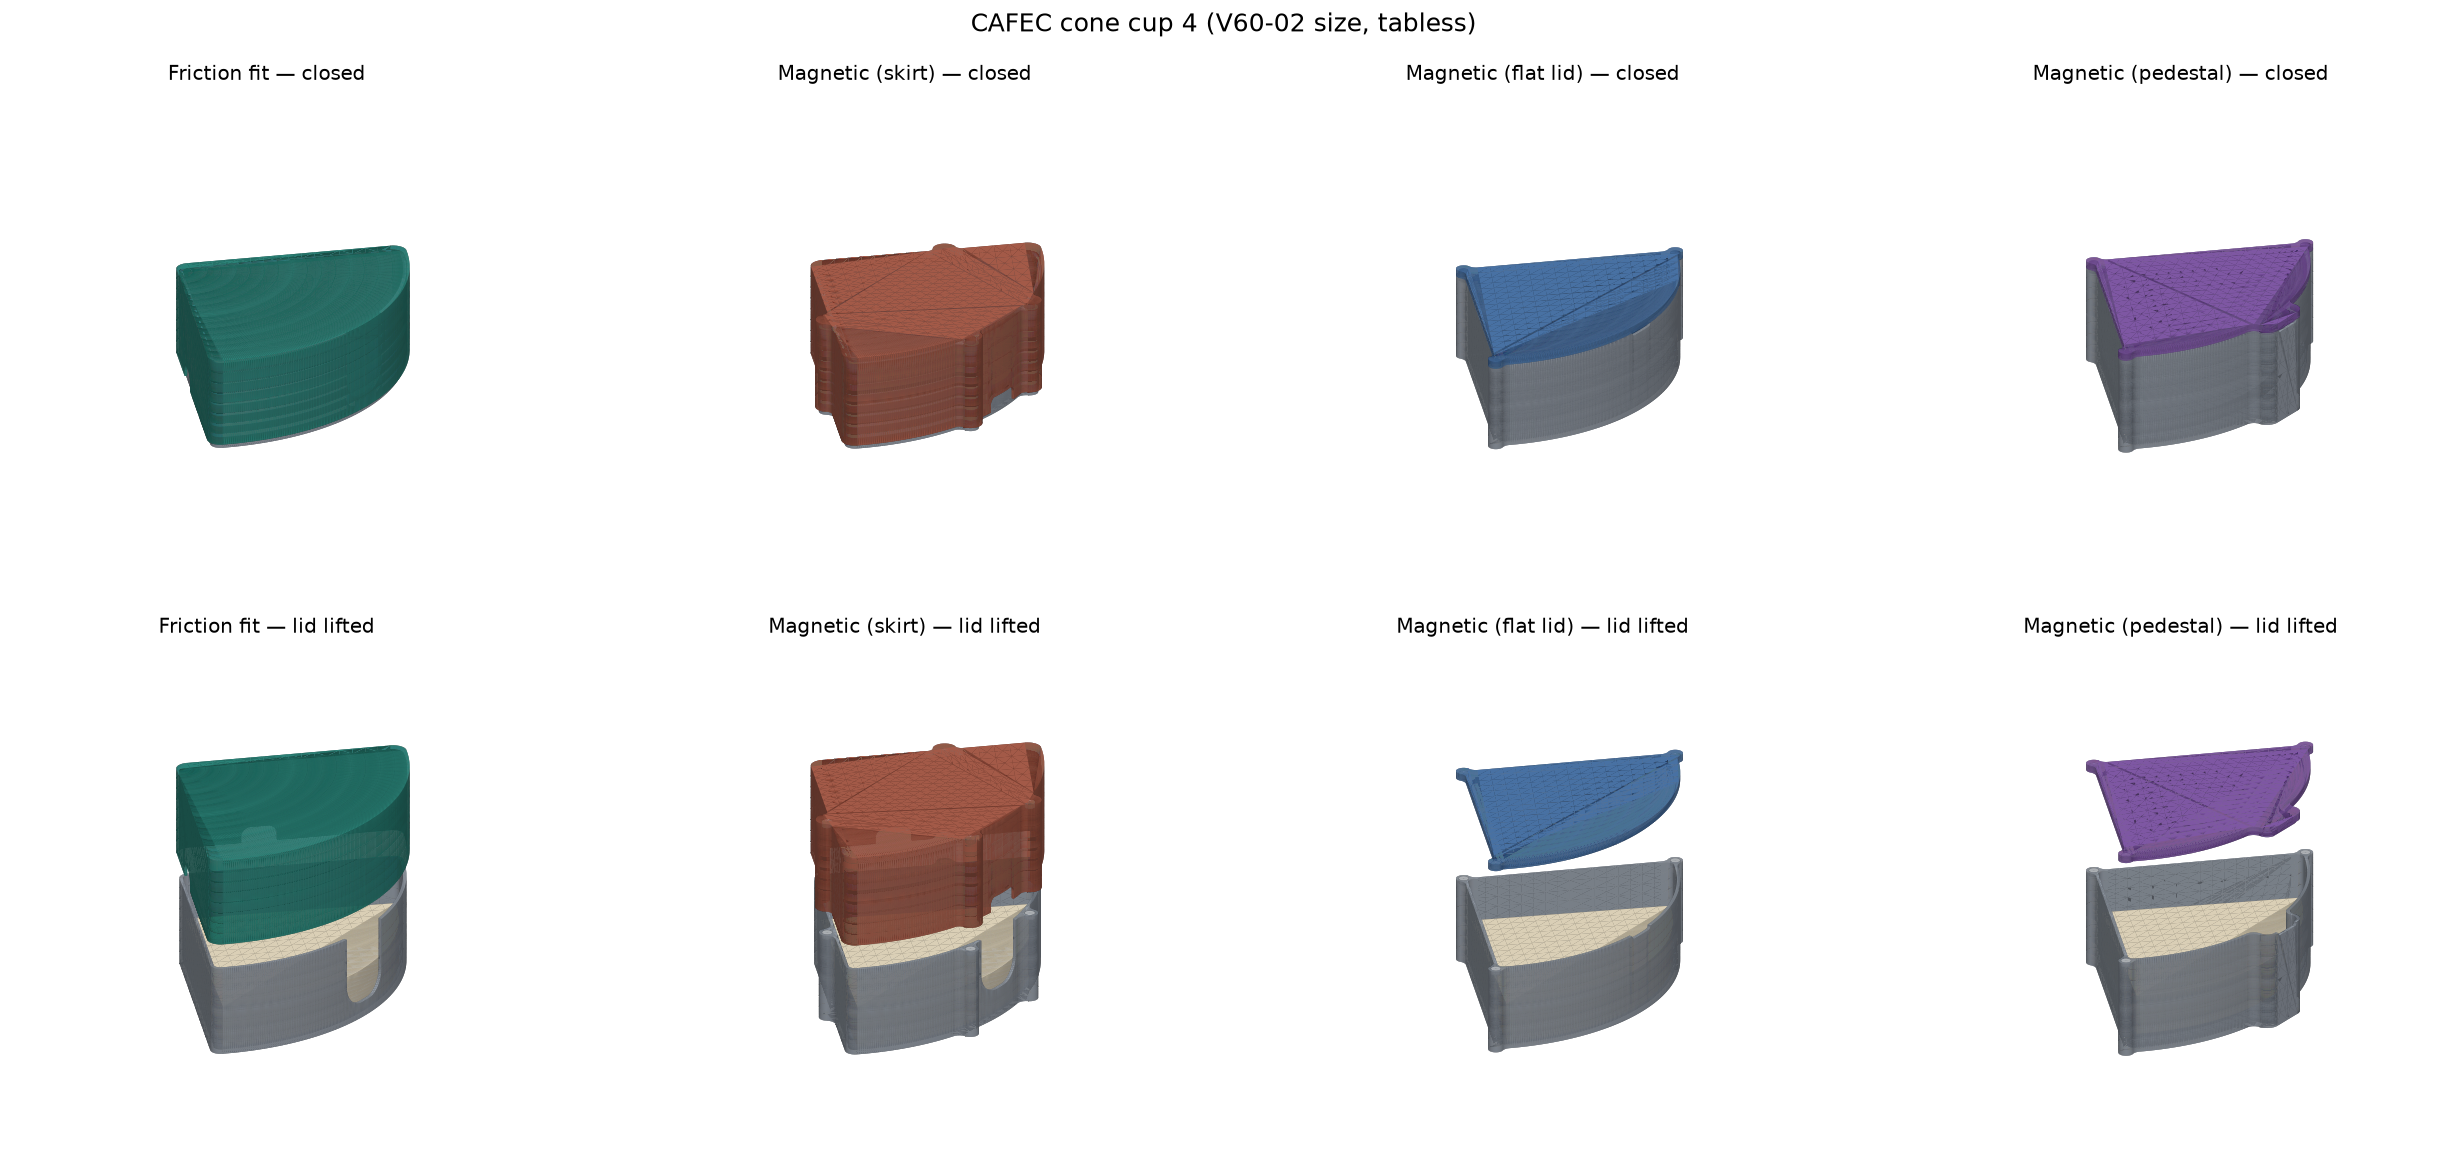 CAFEC cone cup 4 (V60-02 size, tabless)
Friction fit — closed
Magnetic (skirt) — closed
Magnetic (flat lid) — closed
Magnetic (pedestal) — closed
Friction fit — lid lifted
Magnetic (skirt) — lid lifted
Magnetic (flat lid) — lid lifted
Magnetic (pedestal) — lid lifted